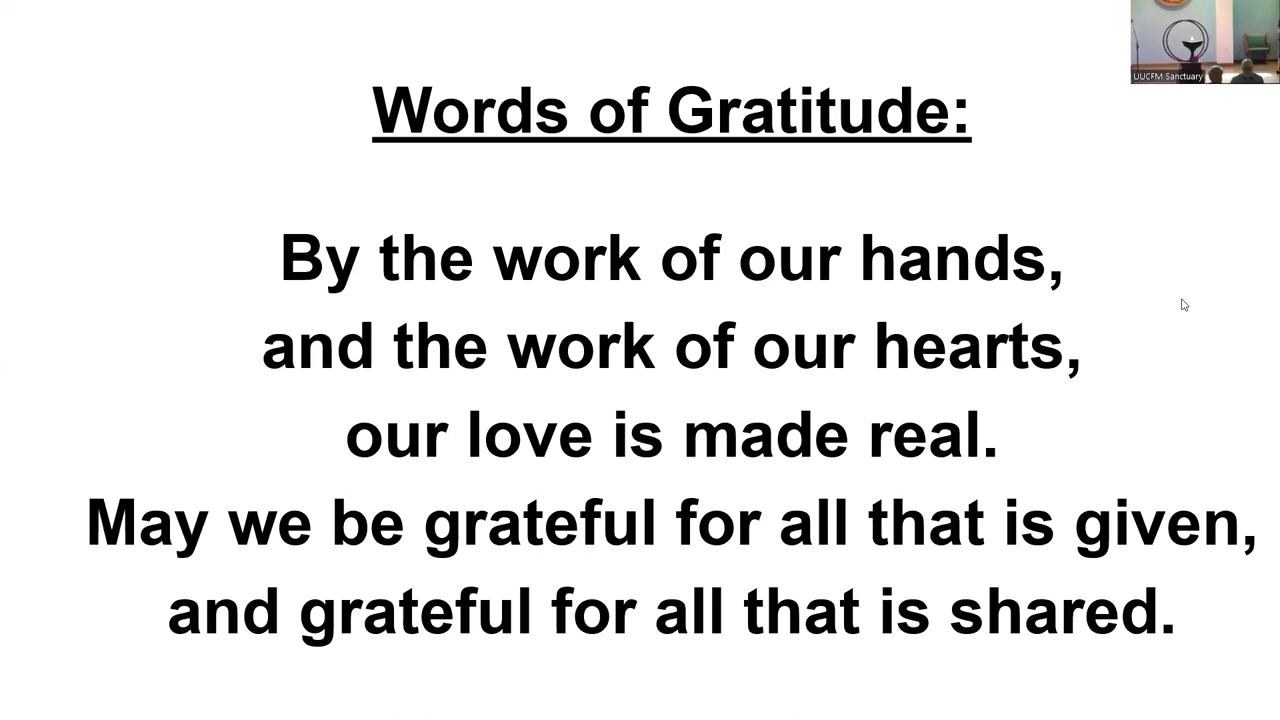 UUCFM Sanctuary
Words of Gratitude:
By the work of our hands,
and the work of our hearts,
our love is made real.
May we be grateful for all that is given,
and grateful for all that is shared.